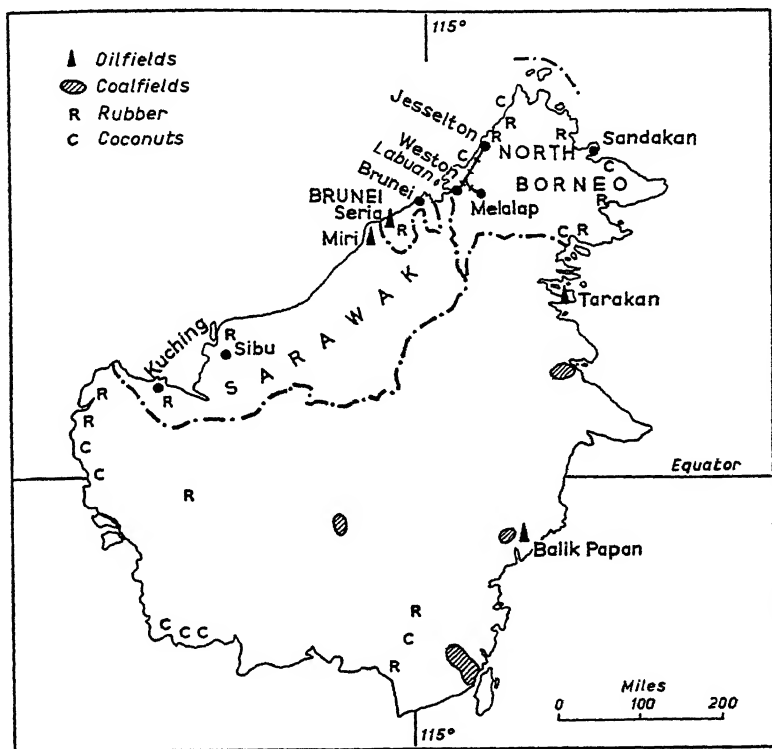 115°
Oilfields
Coalfields
R Rubber
C Coconuts
C
Jesselton
R
R
R
Sandakan
C
NORTH
Weston
Labuan
C
BORNEO
Brunei
BRUNEI
Melalap
R
Seria
R
Miri
C R
SARAWAK
Tarakan
Kuching
R
Sibu
R
R
R
C
C
Equator
R
Balik Papan
R
C C C
C
R
Miles
0 100 200
115°